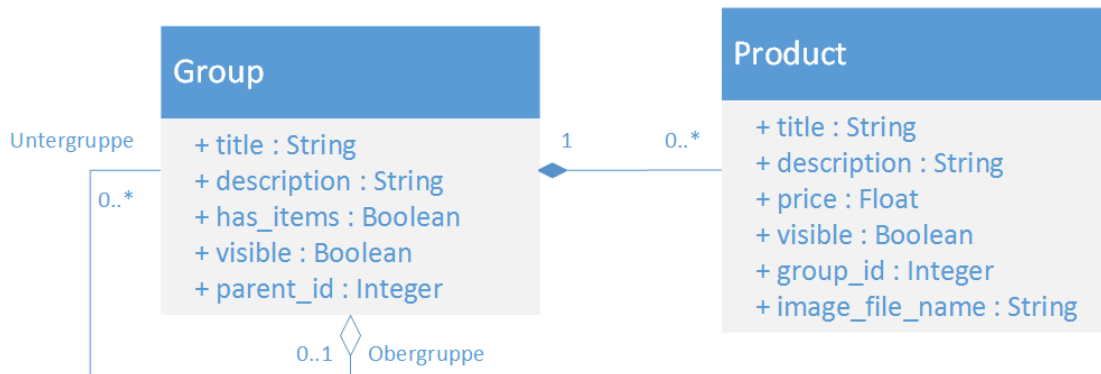 Group
+ title : String
+ description : String
+ has_items : Boolean
+ visible : Boolean
+ parent_id : Integer
Untergruppe
0..*
0..1
Obergruppe
1
0..*
Product
+ title : String
+ description : String
+ price : Float
+ visible : Boolean
+ group_id : Integer
+ image_file_name : String